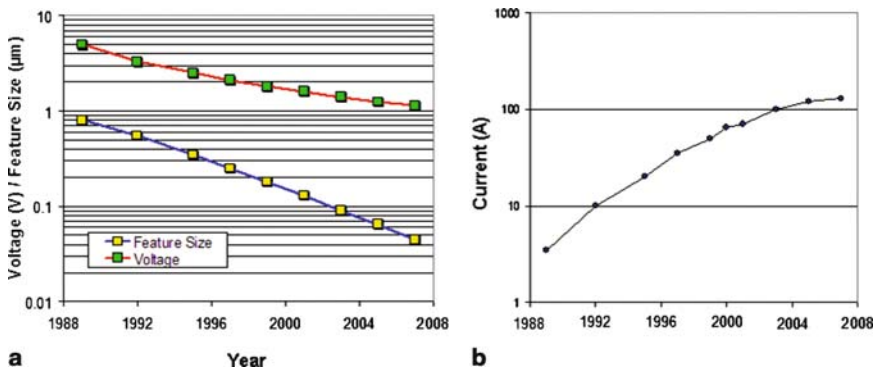 Voltage (V) / Feature Size (µm)
10
1
0.1
0.01
Feature Size
Voltage
1988 1992 1996 2000 2004 2008
a
Year
Current (A)
1000
100
10
1
1988 1992 1996 2000 2004 2008
b